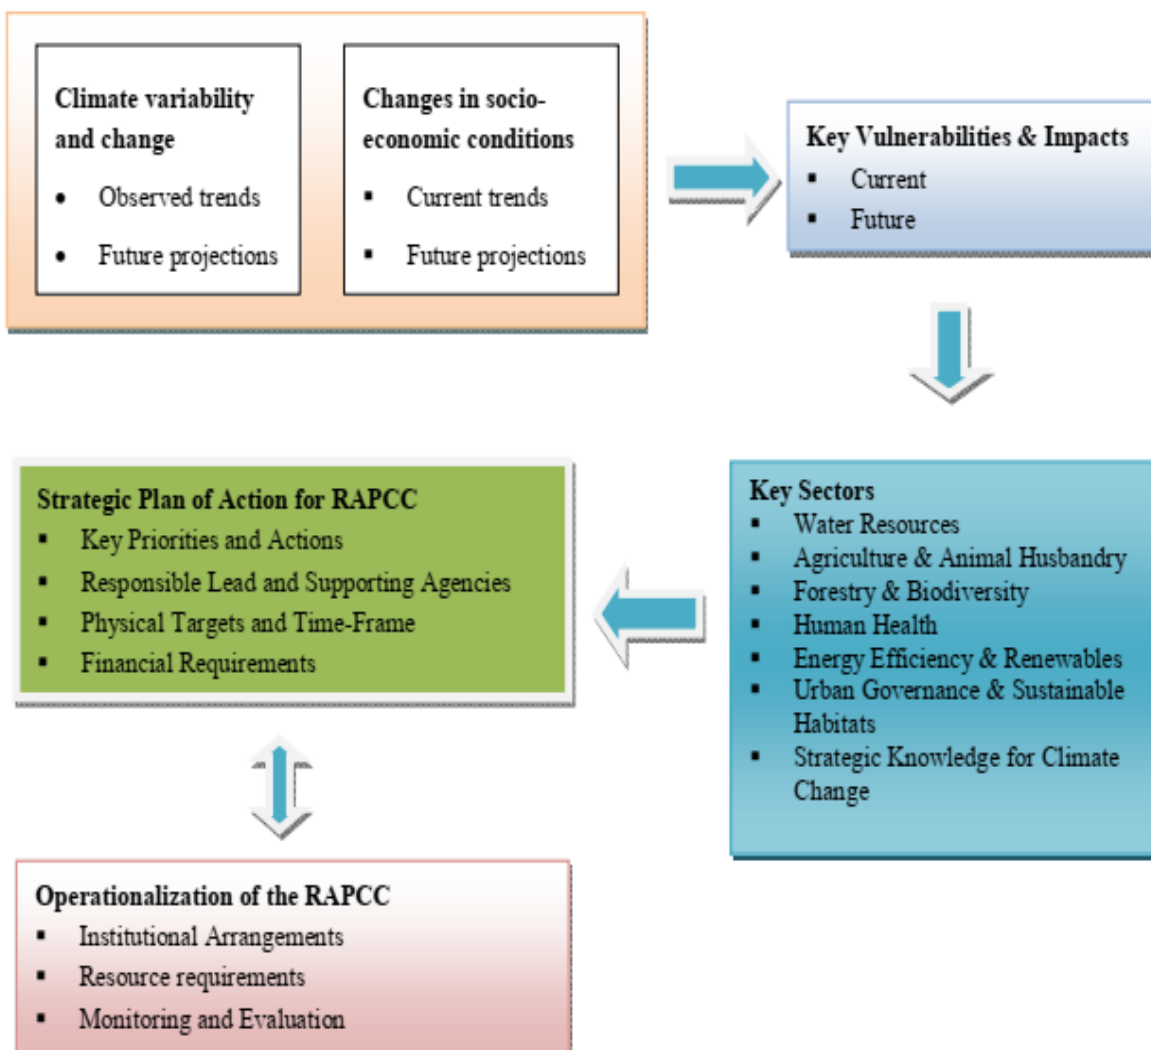 Climate variability
and change
• Observed trends
• Future projections
Changes in socio-
economic conditions
▪ Current trends
▪ Future projections
Key Vulnerabilities & Impacts
▪ Current
▪ Future
Key Sectors
▪ Water Resources
▪ Agriculture & Animal Husbandry
▪ Forestry & Biodiversity
▪ Human Health
▪ Energy Efficiency & Renewables
▪ Urban Governance & Sustainable
Habitats
▪ Strategic Knowledge for Climate
Change
Strategic Plan of Action for RAPCC
▪ Key Priorities and Actions
▪ Responsible Lead and Supporting Agencies
▪ Physical Targets and Time-Frame
▪ Financial Requirements
Operationalization of the RAPCC
▪ Institutional Arrangements
▪ Resource requirements
▪ Monitoring and Evaluation